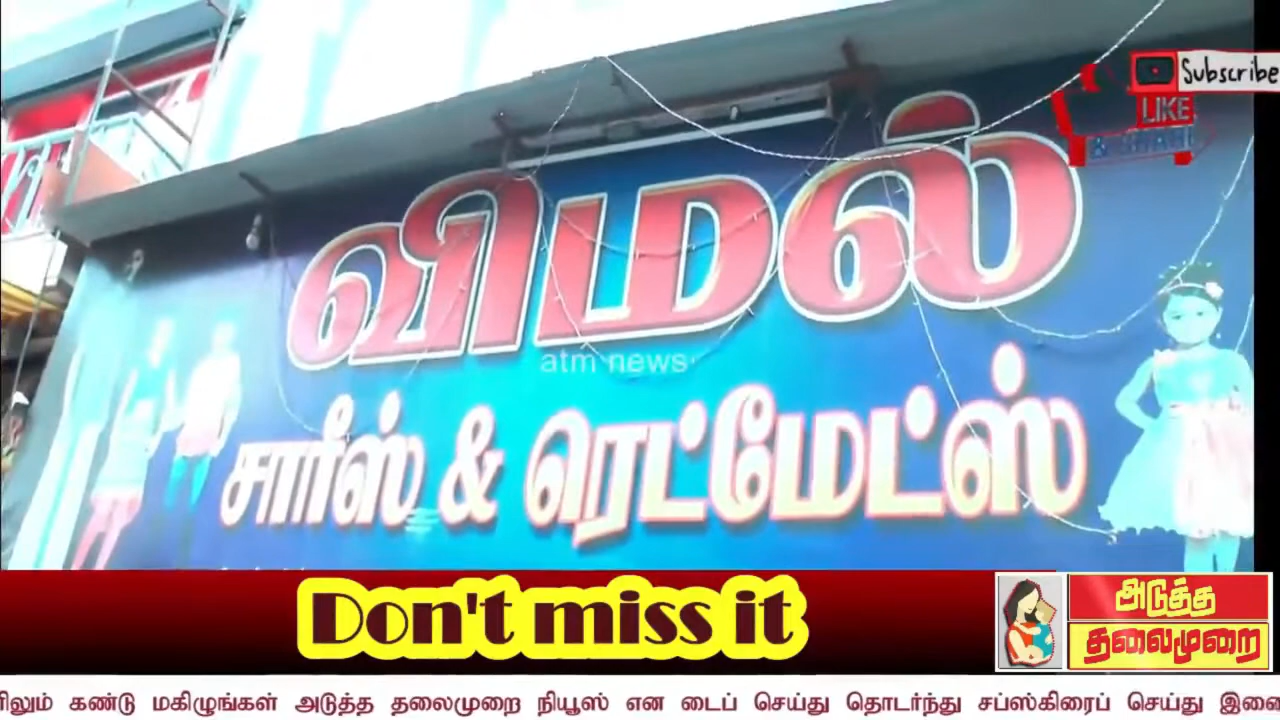 Subscribe
LIKE
விமல்
atm news
சாரீஸ் & ரெட்மேட்ஸ்
Don't miss it
அடுத்த
தலைமுறை
கண்டு மகிழுங்கள் அடுத்த தலைமுறை நியூஸ் என டைப் செய்து தொடர்ந்து சப்ஸ்கிரைப் செய்து